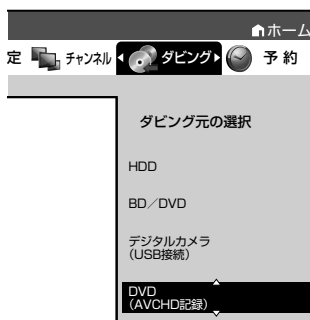 ホーム
定 チャンネル ダビング 予約
ダビング元の選択
HDD
BD／DVD
デジタルカメラ
（USB接続）
DVD
（AVCHD記録）